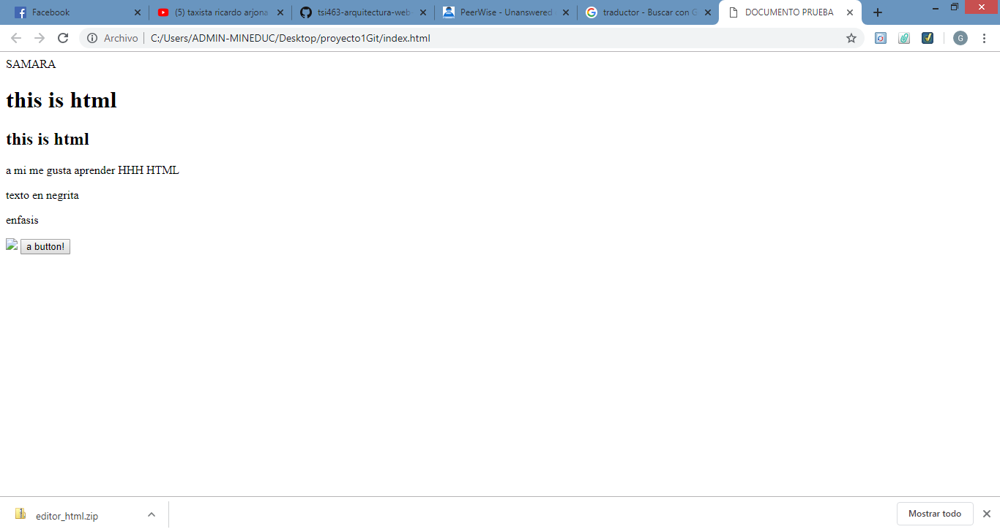 Facebook
(5) taxista ricardo arjona
tsi463-arquitectura-web-
PeerWise - Unanswered
traductor - Buscar con G
DOCUMENTO PRUEBA
Archivo
C:/Users/ADMIN-MINEDUC/Desktop/proyecto1Git/index.html
G
SAMARA
this is html
this is html
a mi me gusta aprender HHH HTML
texto en negrita
enfasis
a button!
editor_html.zip
Mostrar todo